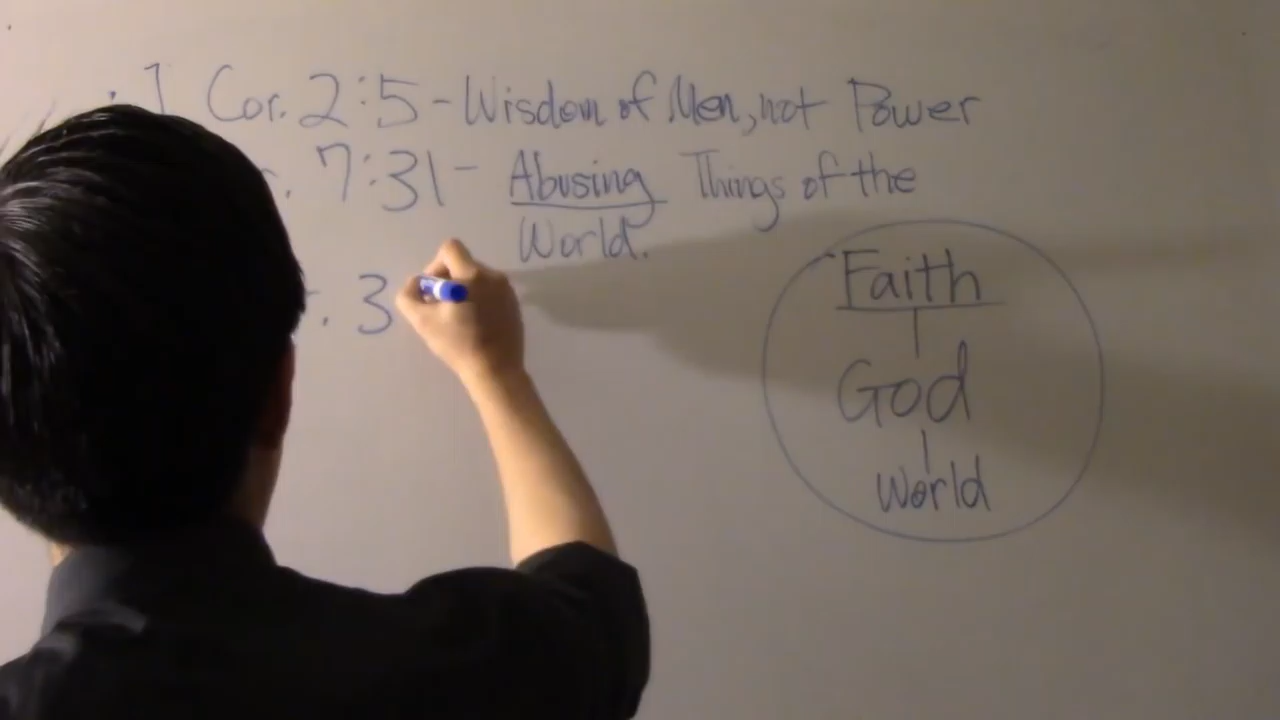 1 Cor. 2:5 - Wisdom of Men, not Power
. 7:31 - Abusing Things of the
World.
. 3
Faith
God
World